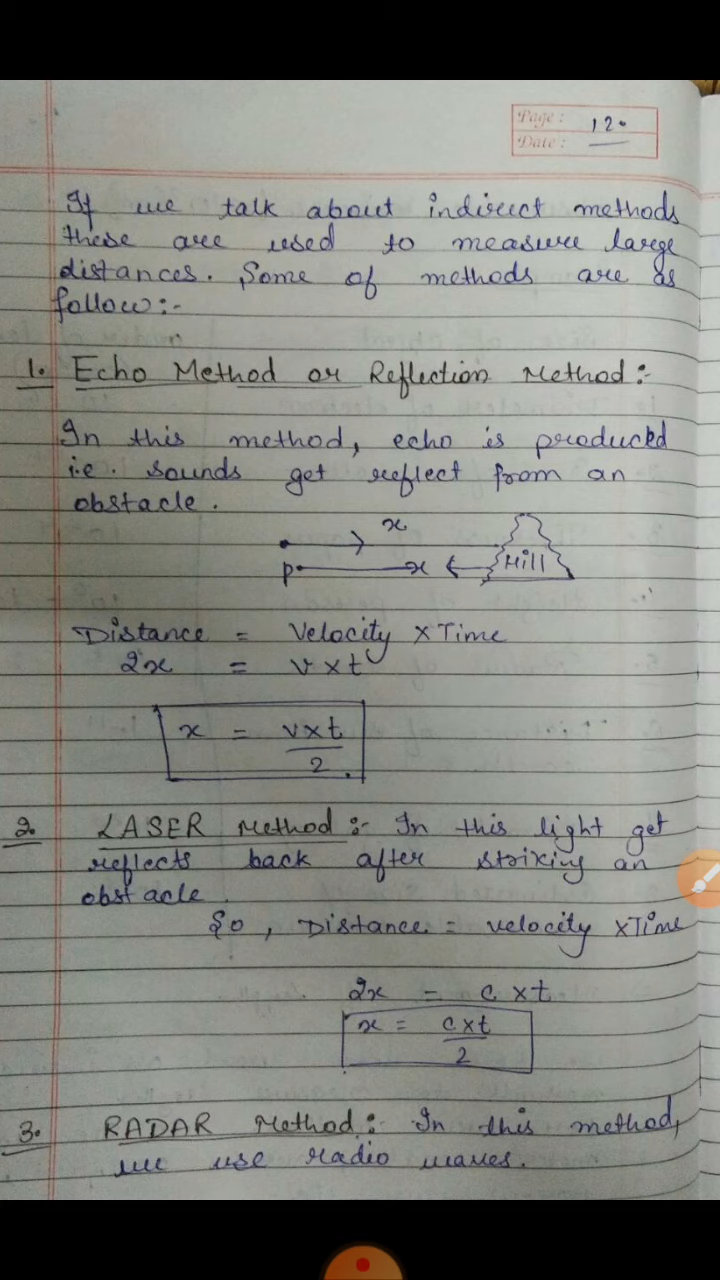 Page : 120
Date :
If we talk about indirect methods
these are used to measure large
distances. Some of methods are as
follow:-
1. Echo Method or Reflection Method :-
In this method, echo is produced
i.e. sounds get reflect from an
obstacle.
x
P x Hill
Distance = Velocity x Time
2x = v x t
x = v x t
2
2. LASER Method :- In this light get
reflects back after striking an
obstacle.
So, Distance = velocity x Time
2x = c x t
x = c x t
2
3. RADAR Method :- In this method,
we use radio waves.